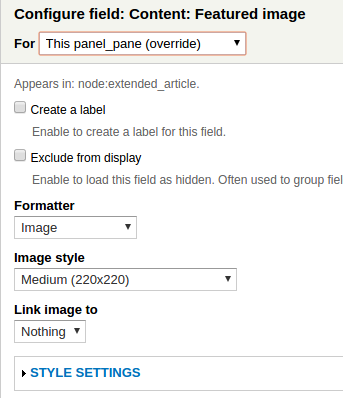 Configure field: Content: Featured image
For This panel_pane (override)
Appears in: node:extended_article.
Create a label
Enable to create a label for this field.
Exclude from display
Enable to load this field as hidden. Often used to group fiel
Formatter
Image
Image style
Medium (220x220)
Link image to
Nothing
STYLE SETTINGS